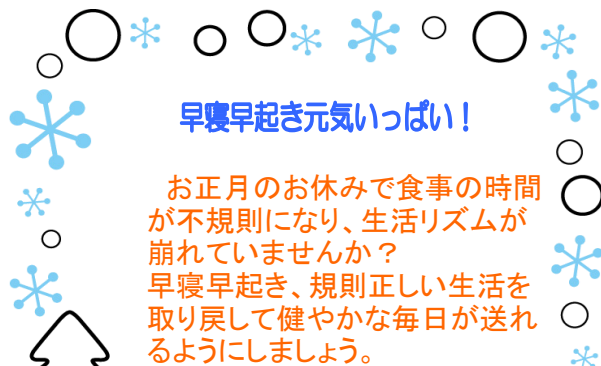 早寝早起き元気いっぱい！
お正月のお休みで食事の時間
が不規則になり、生活リズムが
崩れていませんか？
早寝早起き、規則正しい生活を
取り戻して健やかな毎日が送れ
るようにしましょう。